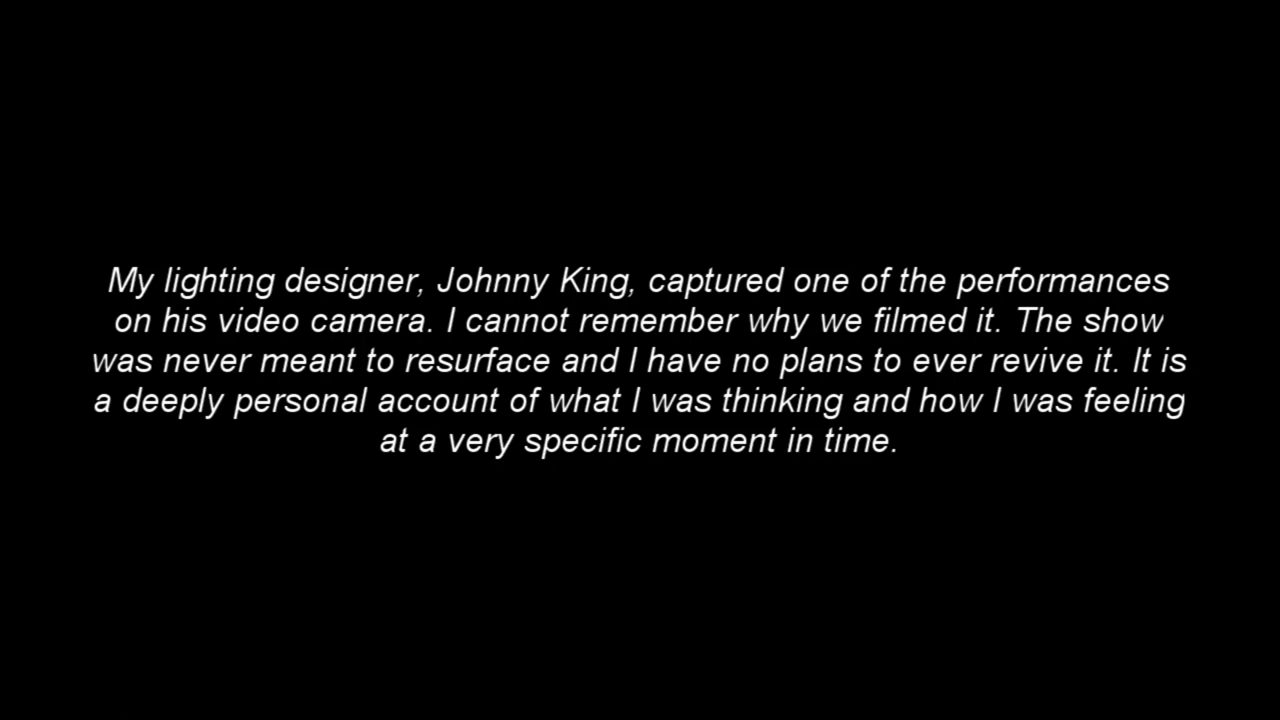 My lighting designer, Johnny King, captured one of the performances
on his video camera. I cannot remember why we filmed it. The show
was never meant to resurface and I have no plans to ever revive it. It is
a deeply personal account of what I was thinking and how I was feeling
at a very specific moment in time.